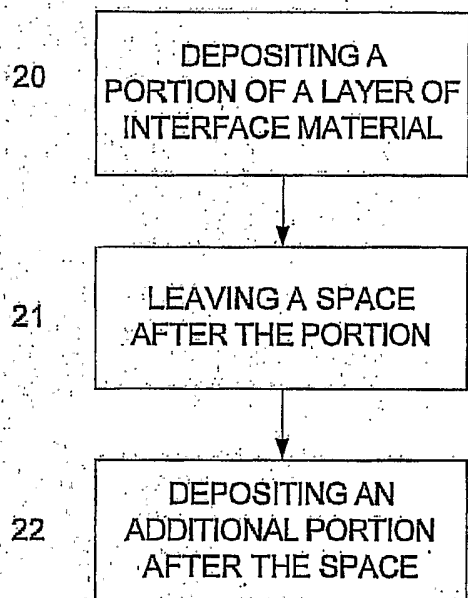 20
DEPOSITING A
PORTION OF A LAYER OF
INTERFACE MATERIAL
21
LEAVING A SPACE
AFTER THE PORTION
22
DEPOSITING AN
ADDITIONAL PORTION
AFTER THE SPACE